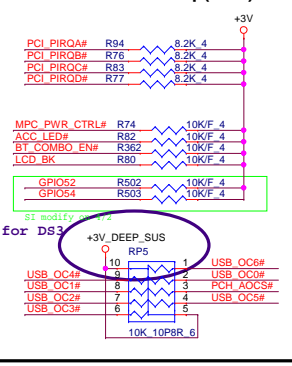 +3V
PCI_PIRQA# R94 8.2K_4
PCI_PIRQB# R76 8.2K_4
PCI_PIRQC# R83 8.2K_4
PCI_PIRQD# R77 8.2K_4
MPC_PWR_CTRL# R74 10K/F_4
ACC_LED# R82 10K/F_4
BT_COMBO_EN# R362 10K/F_4
LCD_BK R80 10K/F_4
GPIO52 R502 10K/F_4
GPIO54 R503 10K/F_4
SI modify on
for DS3
+3V_DEEP_SUS
RP5
10 1 USB_OC6#
USB_OC4# 9 2 USB_OC0#
USB_OC1# 8 3 PCH_AOCS#
USB_OC2# 7 4 USB_OC5#
USB_OC3# 6 5
10K_10P8R_6